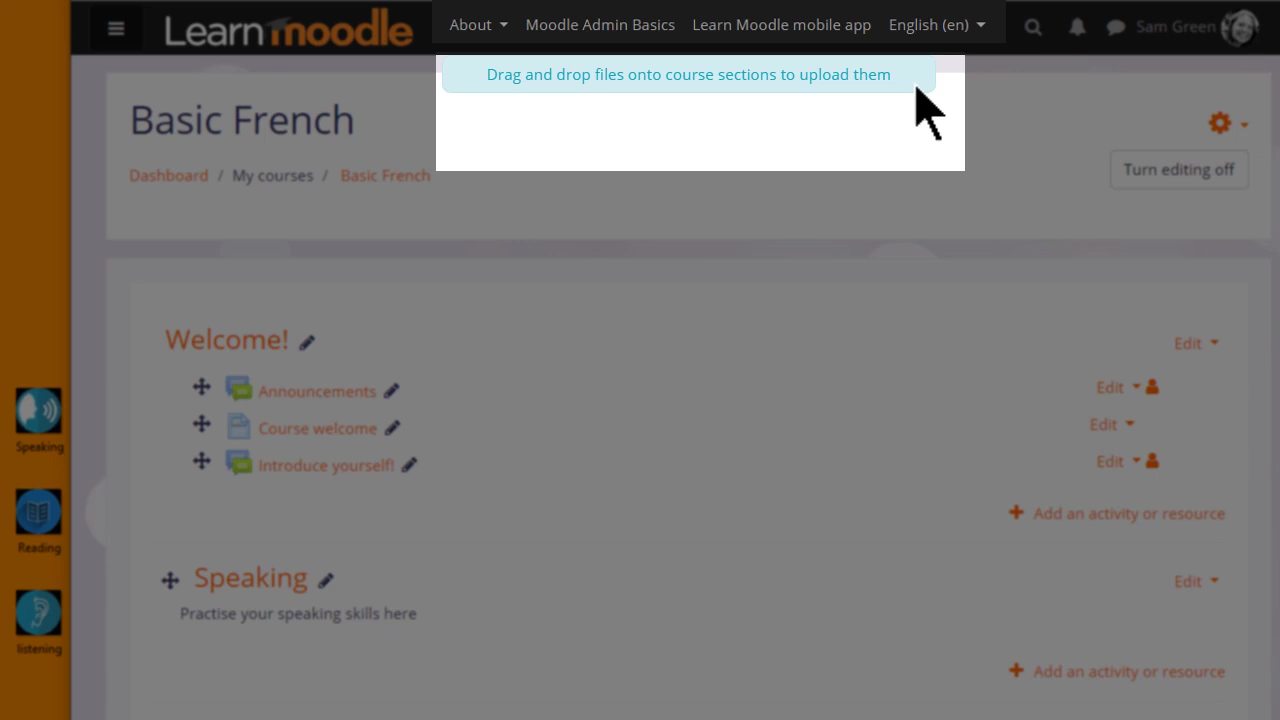 Learn moodle
About Moodle Admin Basics Learn Moodle mobile app English (en)
Sam Green
Drag and drop files onto course sections to upload them
Basic French
Dashboard / My courses / Basic French
Turn editing off
Welcome!
Edit
Announcements
Edit
Course welcome
Edit
Introduce yourself!
Edit
Add an activity or resource
Speaking
Edit
Practise your speaking skills here
Add an activity or resource
Speaking
Reading
listening